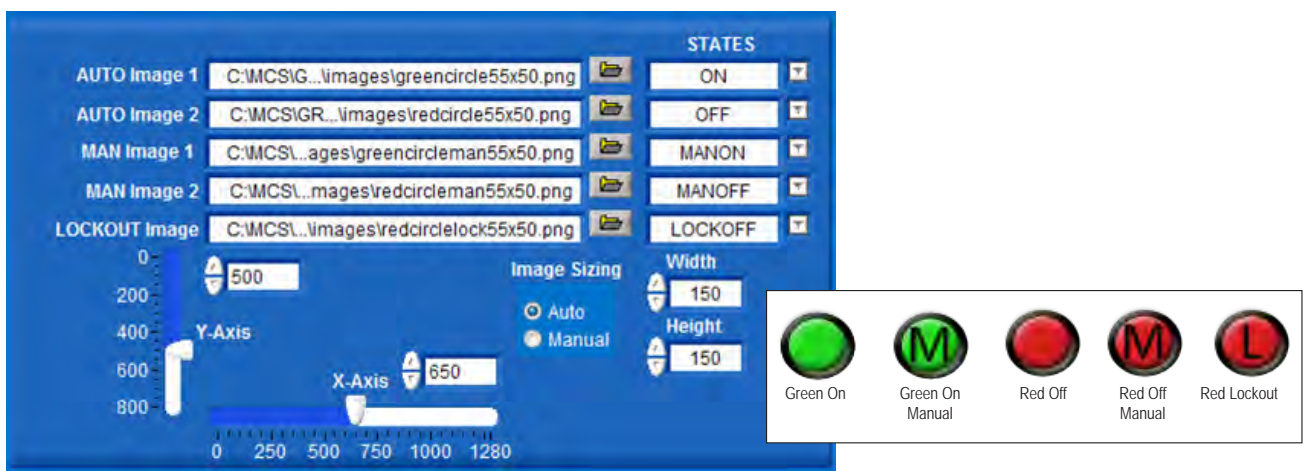 STATES
AUTO Image 1 C:\MCS\G...\images\greencircle55x50.png ON
AUTO Image 2 C:\MCS\GR...\images\redcircle55x50.png OFF
MAN Image 1 C:\MCS\...ages\greencircleman55x50.png MANON
MAN Image 2 C:\MCS\...mages\redcircleman55x50.png MANOFF
LOCKOUT Image C:\MCS\...\images\redcirclelock55x50.png LOCKOFF
0
200
400
600
800
500
Y-Axis
X-Axis
650
0 250 500 750 1000 1280
Image Sizing
Auto
Manual
Width
150
Height
150
M M L
Green On
Green On
Manual
Red Off
Red Off
Manual
Red Lockout